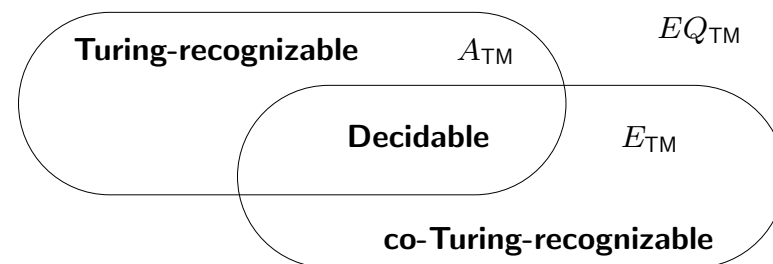 Turing-recognizable A_TM EQ_TM
Decidable E_TM
co-Turing-recognizable